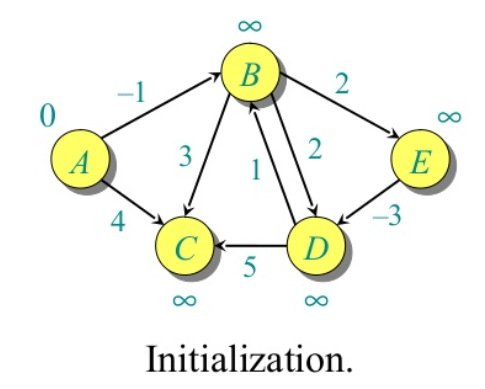 ∞
B
–1
2
0
∞
A
3
1
2
E
4
–3
C
5
D
∞
∞
Initialization.